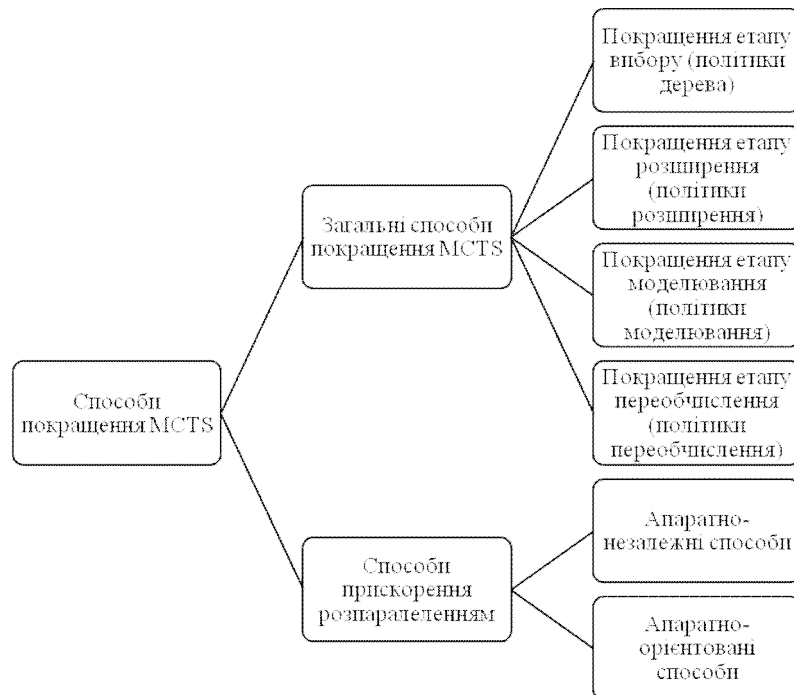 Покращення етапу
вибору (політики
дерева)
Покращення етапу
розширення
(політики
розширення)
Загальні способи
покращення MCTS
Покращення етапу
моделювання
(політики
моделювання)
Покращення етапу
переобчислення
(політики
переобчислення)
Способи
покращення MCTS
Апаратно-
незалежні способи
Способи
прискорення
розпаралеленням
Апаратно-
орієнтовані
способи